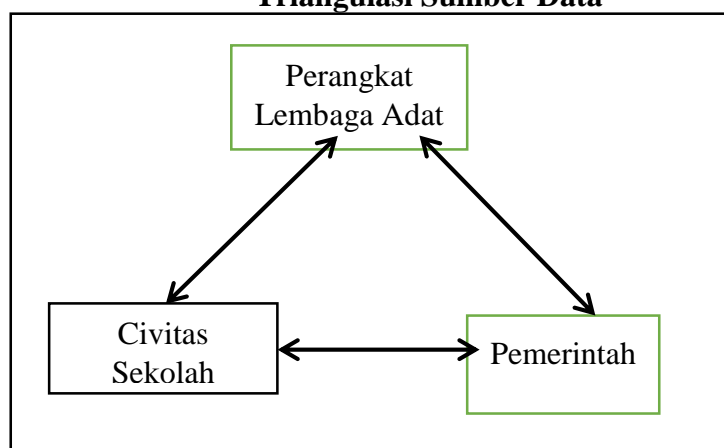 Triangulasi Sumber Data
Perangkat
Lembaga Adat
Civitas
Sekolah
Pemerintah